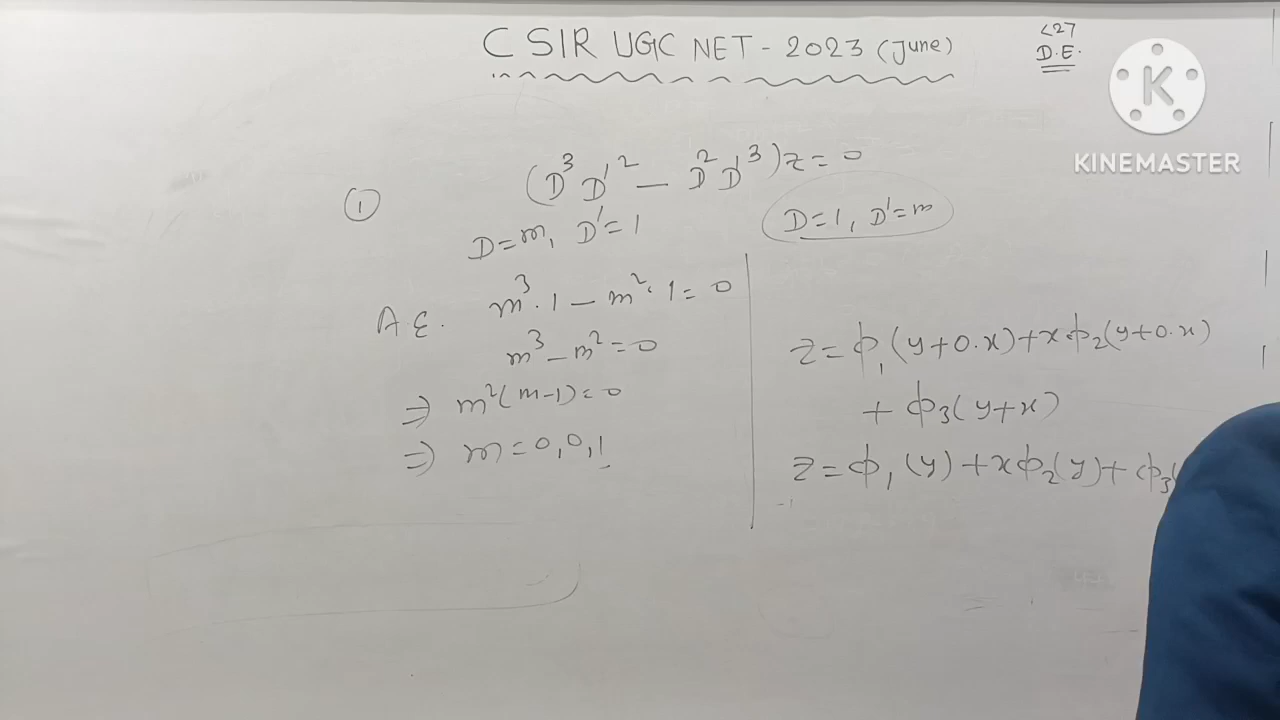 CSIR UGC NET - 2023 (June)
<27
D.E.
K
KINEMASTER
① (D³D'² - D²D'³)z = 0
D=m, D'=1
D=1, D'=m
A.E. m³·1 - m²·1 = 0
m³ - m² = 0
⇒ m²(m-1) = 0
⇒ m = 0,0,1
z = ϕ₁(y+0.x) + xϕ₂(y+0.x)
+ ϕ₃(y+x)
z = ϕ₁(y) + xϕ₂(y) + ϕ₃(